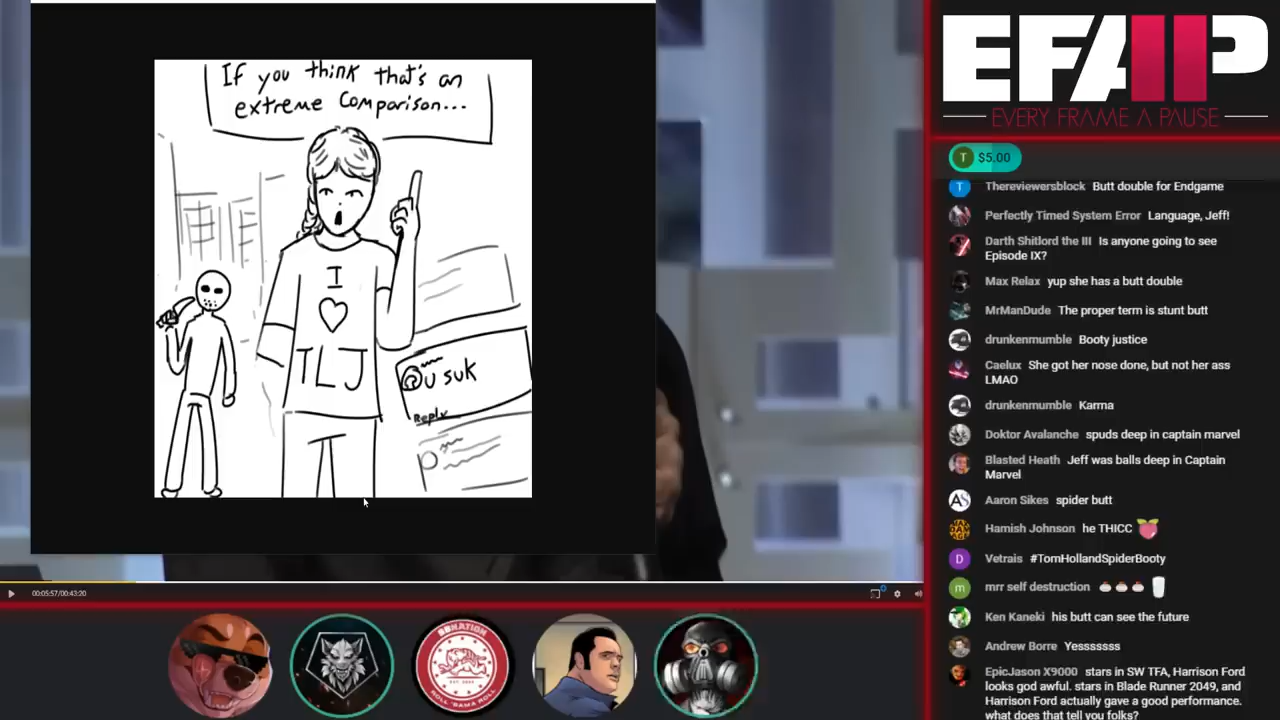 If you think that's an
extreme comparison...
I
TLJ
@u suk
Reply
00:05:57/00:43:20
EFAP
EVERY FRAME A PAUSE
T $5.00
T Thereviewersblock Butt double for Endgame
Perfectly Timed System Error Language, Jeff!
Darth Shitlord the III Is anyone going to see
Episode IX?
Max Relax yup she has a butt double
MrManDude The proper term is stunt butt
drunkenmumble Booty justice
Caelux She got her nose done, but not her ass
LMAO
drunkenmumble Karma
Doktor Avalanche spuds deep in captain marvel
Blasted Heath Jeff was balls deep in Captain
Marvel
AS Aaron Sikes spider butt
Hamish Johnson he THICC 🍑
D Vetrais #TomHollandSpiderBooty
m mrr self destruction
Ken Kaneki his butt can see the future
Andrew Borre Yesssssss
EpicJason X9000 stars in SW TFA, Harrison Ford
looks god awful. stars in Blade Runner 2049, and
Harrison Ford actually gave a good performance.
what does that tell you folks?